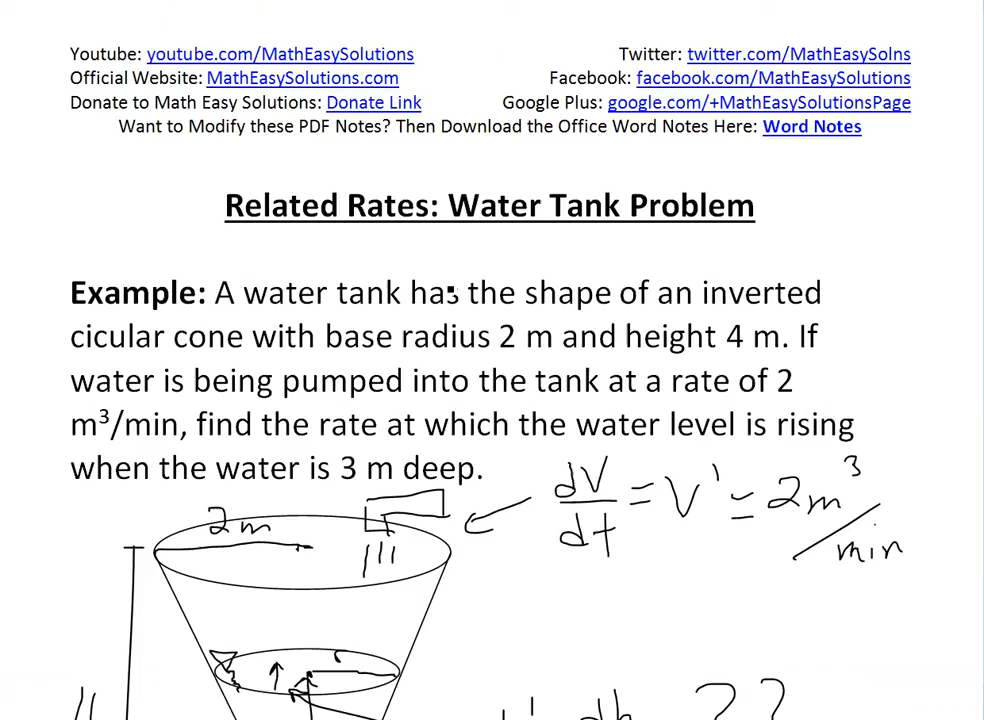 Youtube: youtube.com/MathEasySolutions Twitter: twitter.com/MathEasySolns
Official Website: MathEasySolutions.com Facebook: facebook.com/MathEasySolutions
Donate to Math Easy Solutions: Donate Link Google Plus: google.com/+MathEasySolutionsPage
Want to Modify these PDF Notes? Then Download the Office Word Notes Here: Word Notes
Related Rates: Water Tank Problem
Example: A water tank has the shape of an inverted
cicular cone with base radius 2 m and height 4 m. If
water is being pumped into the tank at a rate of 2
m³/min, find the rate at which the water level is rising
when the water is 3 m deep.
dV/dt = V' = 2m³/min
2m
r
??